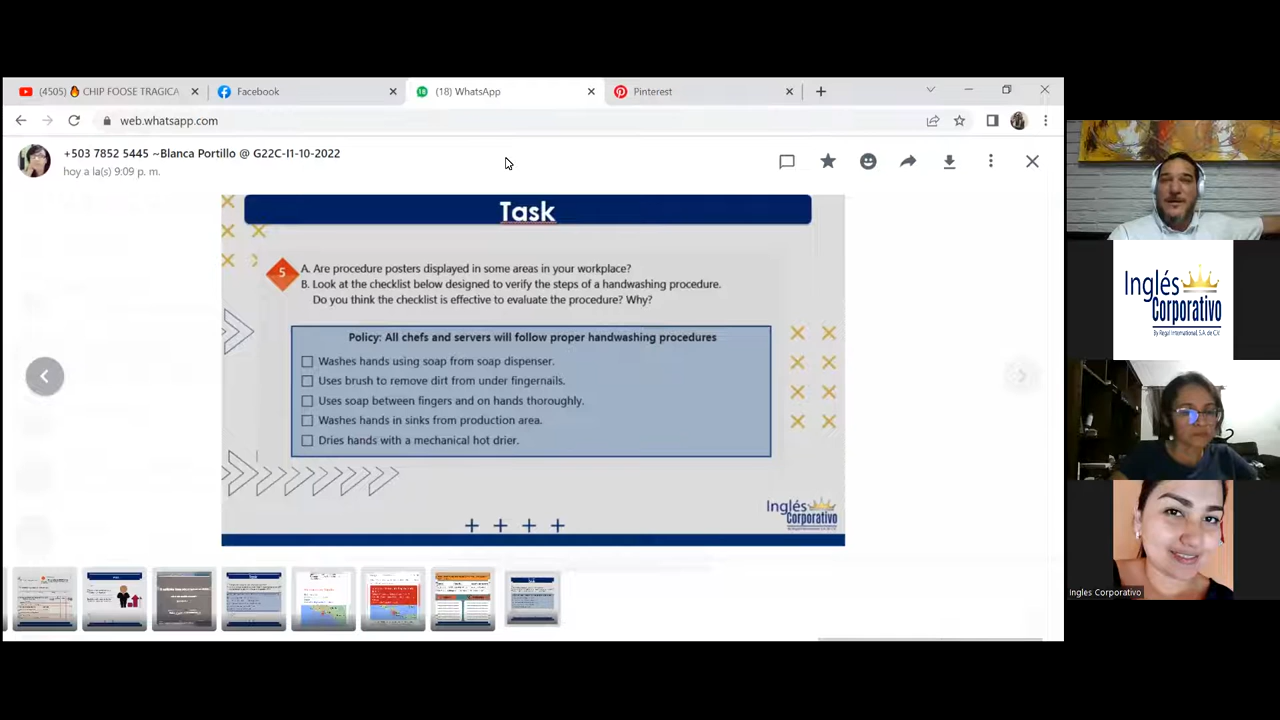 (4505) 🔥 CHIP FOOSE TRAGICA
Facebook
(18) WhatsApp
Pinterest
web.whatsapp.com
+503 7852 5445 ~Blanca Portillo @ G22C-I1-10-2022
hoy a la(s) 9:09 p. m.
Task
5
A. Are procedure posters displayed in some areas in your workplace?
B. Look at the checklist below designed to verify the steps of a handwashing procedure.
Do you think the checklist is effective to evaluate the procedure? Why?
Policy: All chefs and servers will follow proper handwashing procedures
Washes hands using soap from soap dispenser.
Uses brush to remove dirt from under fingernails.
Uses soap between fingers and on hands thoroughly.
Washes hands in sinks from production area.
Dries hands with a mechanical hot drier.
Inglés
Corporativo
Inglés
Corporativo
By Regal International, S.A. de C.V.
Ingles Corporativo